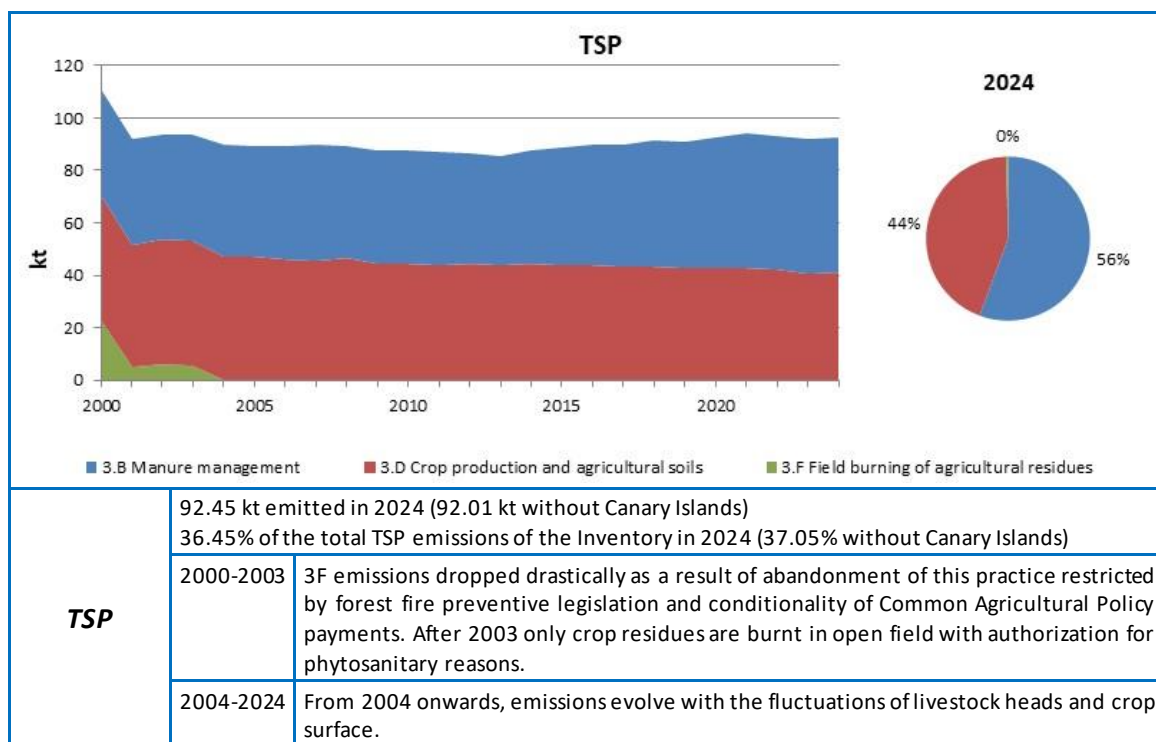 TSP
120
100
80
60
40
20
0
kt
2000
2005
2010
2015
2020
2024
0%
44%
56%
3.B Manure management
3.D Crop production and agricultural soils
3.F Field burning of agricultural residues
TSP
92.45 kt emitted in 2024 (92.01 kt without Canary Islands)
36.45% of the total TSP emissions of the Inventory in 2024 (37.05% without Canary Islands)
2000-2003
3F emissions dropped drastically as a result of abandonment of this practice restricted
by forest fire preventive legislation and conditionality of Common Agricultural Policy
payments. After 2003 only crop residues are burnt in open field with authorization for
phytosanitary reasons.
2004-2024
From 2004 onwards, emissions evolve with the fluctuations of livestock heads and crop
surface.